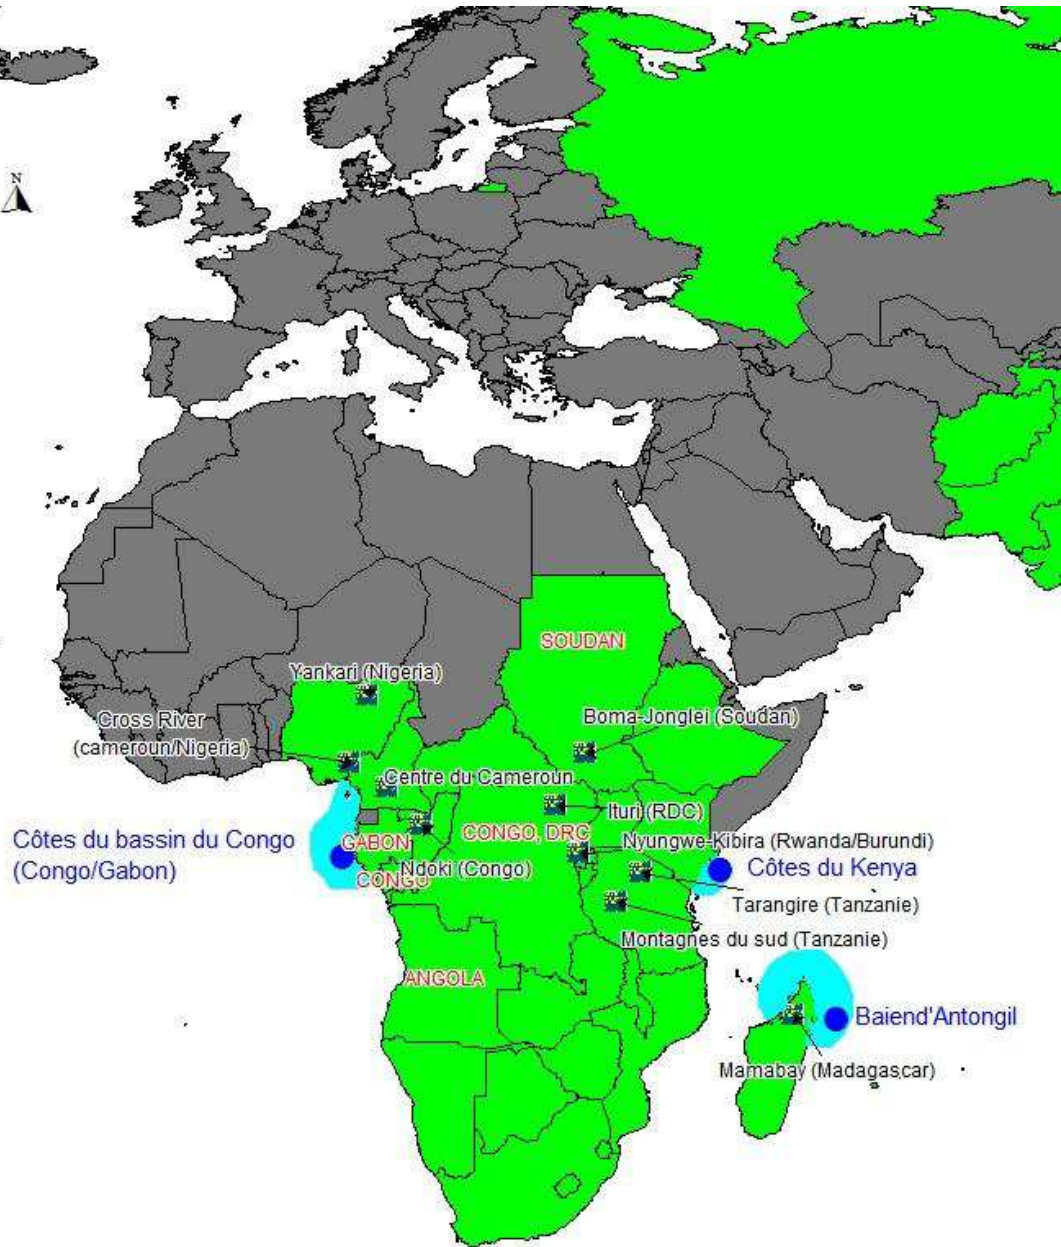 N
SOUDAN
Yankari (Nigeria)
Cross River
(cameroun/Nigeria)
Boma-Jonglei (Soudan)
Centre du Cameroun
Ituri (RDC)
CONGO, DRC
GABON
Nyungwe-Kibira (Rwanda/Burundi)
Côtes du bassin du Congo
(Congo/Gabon)
Ndoki (Congo)
CONGO
Côtes du Kenya
Tarangire (Tanzanie)
Montagnes du sud (Tanzanie)
ANGOLA
Baiend'Antongil
Mamabay (Madagascar)